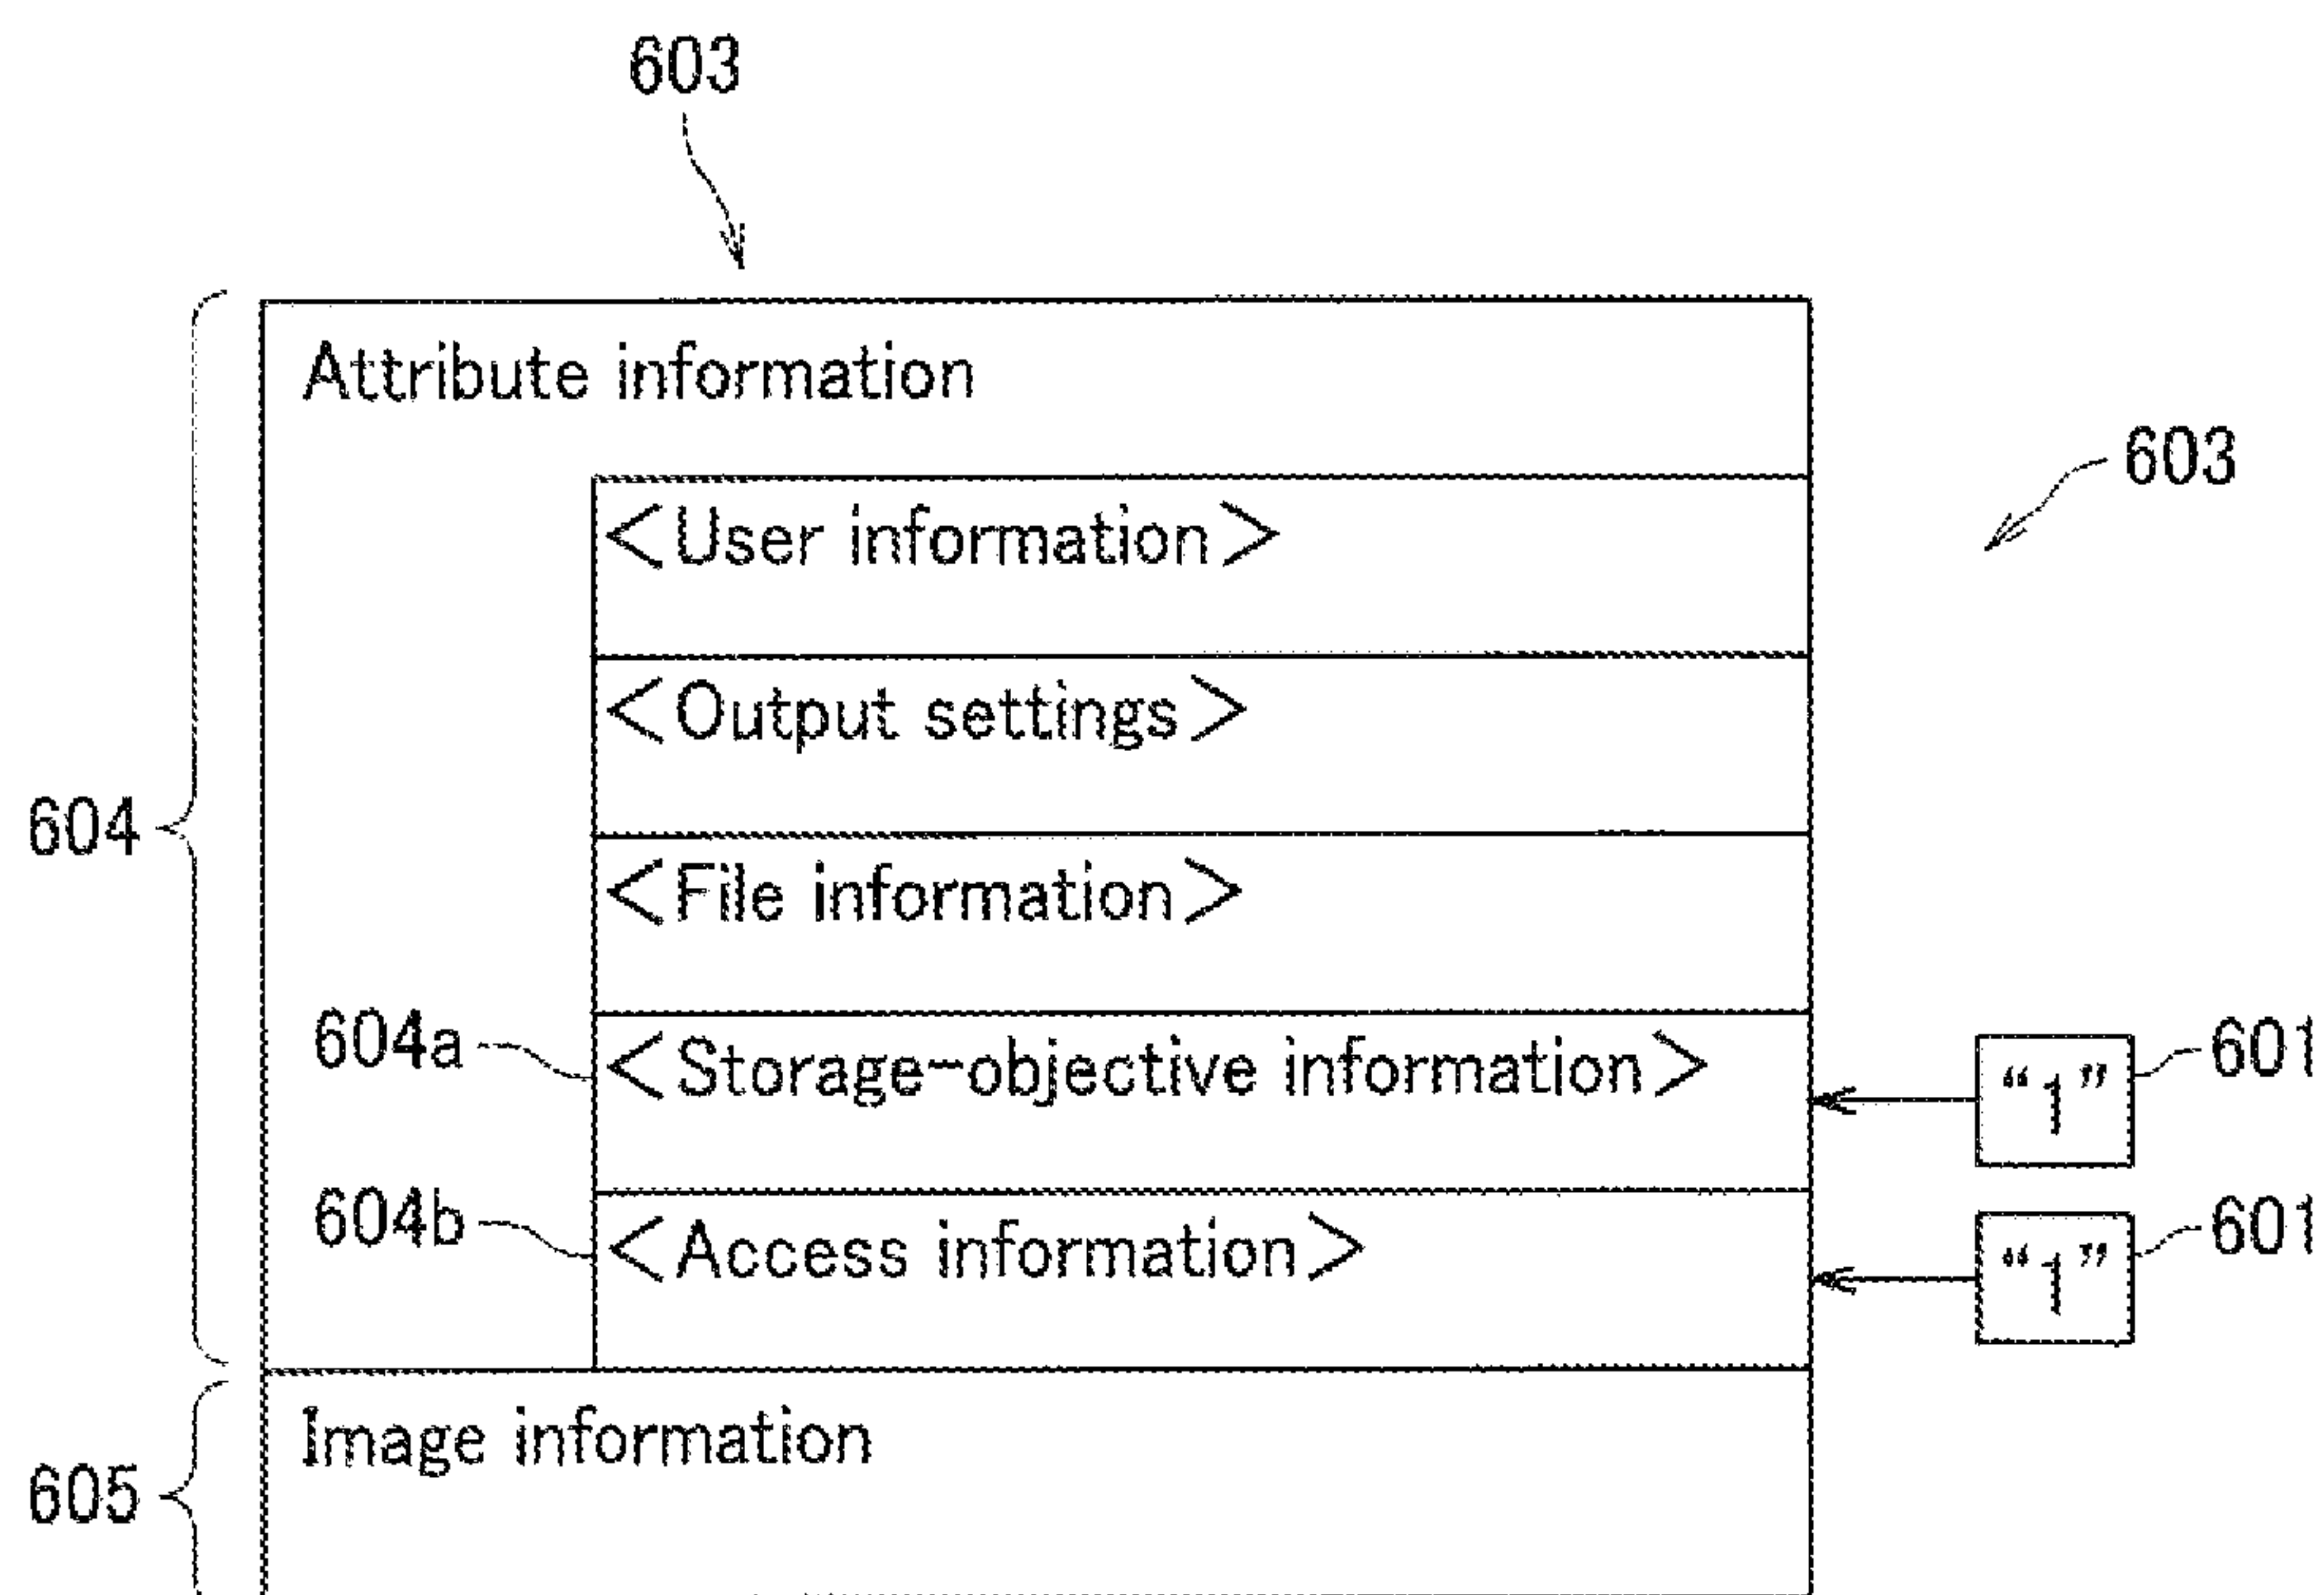 603
Attribute information
603
<User information>
<Output settings>
604
<File information>
604a
<Storage-objective information>
“1”
601
604b
<Access information>
“1”
601
Image information
605